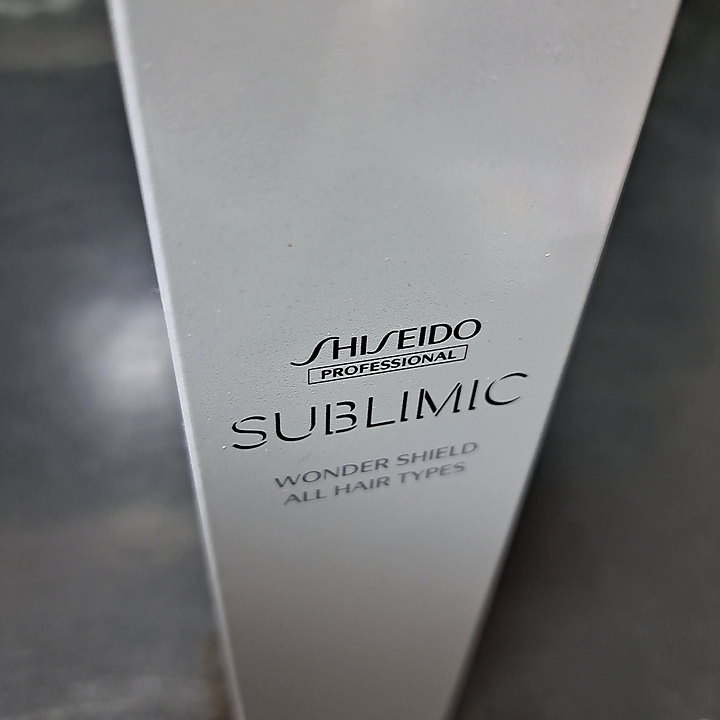 SHISEIDO
PROFESSIONAL
SUBLIMIC
WONDER SHIELD
ALL HAIR TYPES